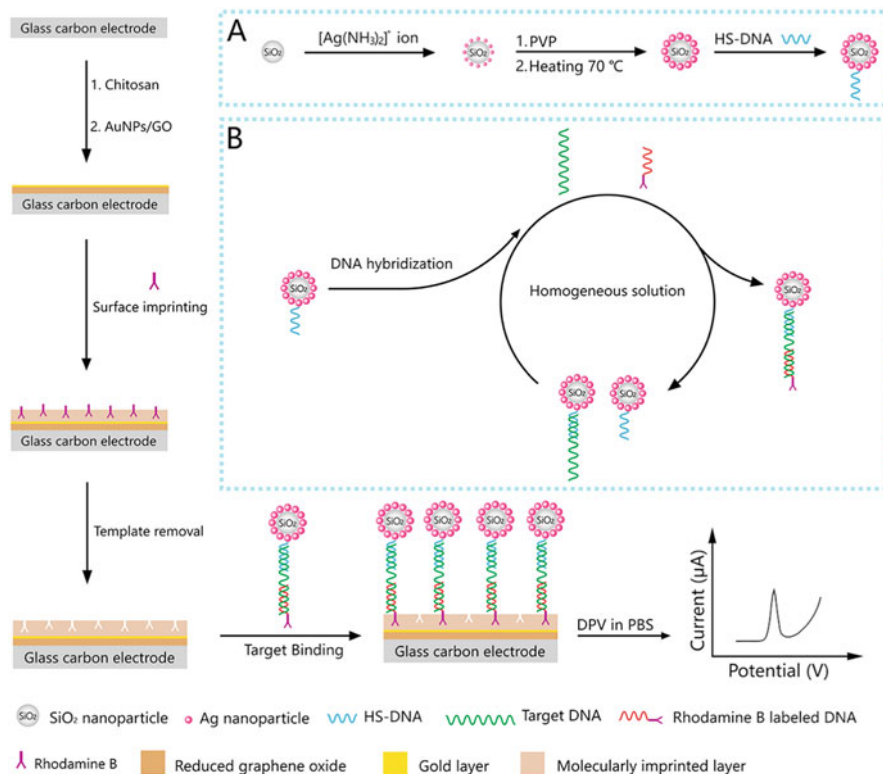 Glass carbon electrode
1. Chitosan
2. AuNPs/GO
Glass carbon electrode
Surface imprinting
Glass carbon electrode
Template removal
Glass carbon electrode
A
SiO₂
[Ag(NH₃)₂]⁺ ion
SiO₂
1. PVP
2. Heating 70 ℃
SiO₂
HS-DNA
SiO₂
B
SiO₂
DNA hybridization
Homogeneous solution
SiO₂
SiO₂
SiO₂
SiO₂
Target Binding
SiO₂
SiO₂
SiO₂
SiO₂
Glass carbon electrode
DPV in PBS
Current (μA)
Potential (V)
SiO₂
SiO₂ nanoparticle
Ag nanoparticle
HS-DNA
Target DNA
Rhodamine B labeled DNA
Rhodamine B
Reduced graphene oxide
Gold layer
Molecularly imprinted layer